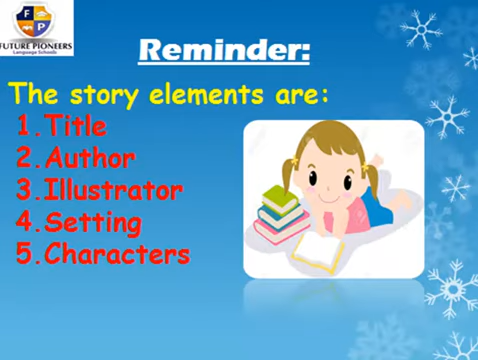 F
P
FUTURE PIONEERS
Language Schools
Reminder:
The story elements are:
1.Title
2.Author
3.Illustrator
4.Setting
5.Characters